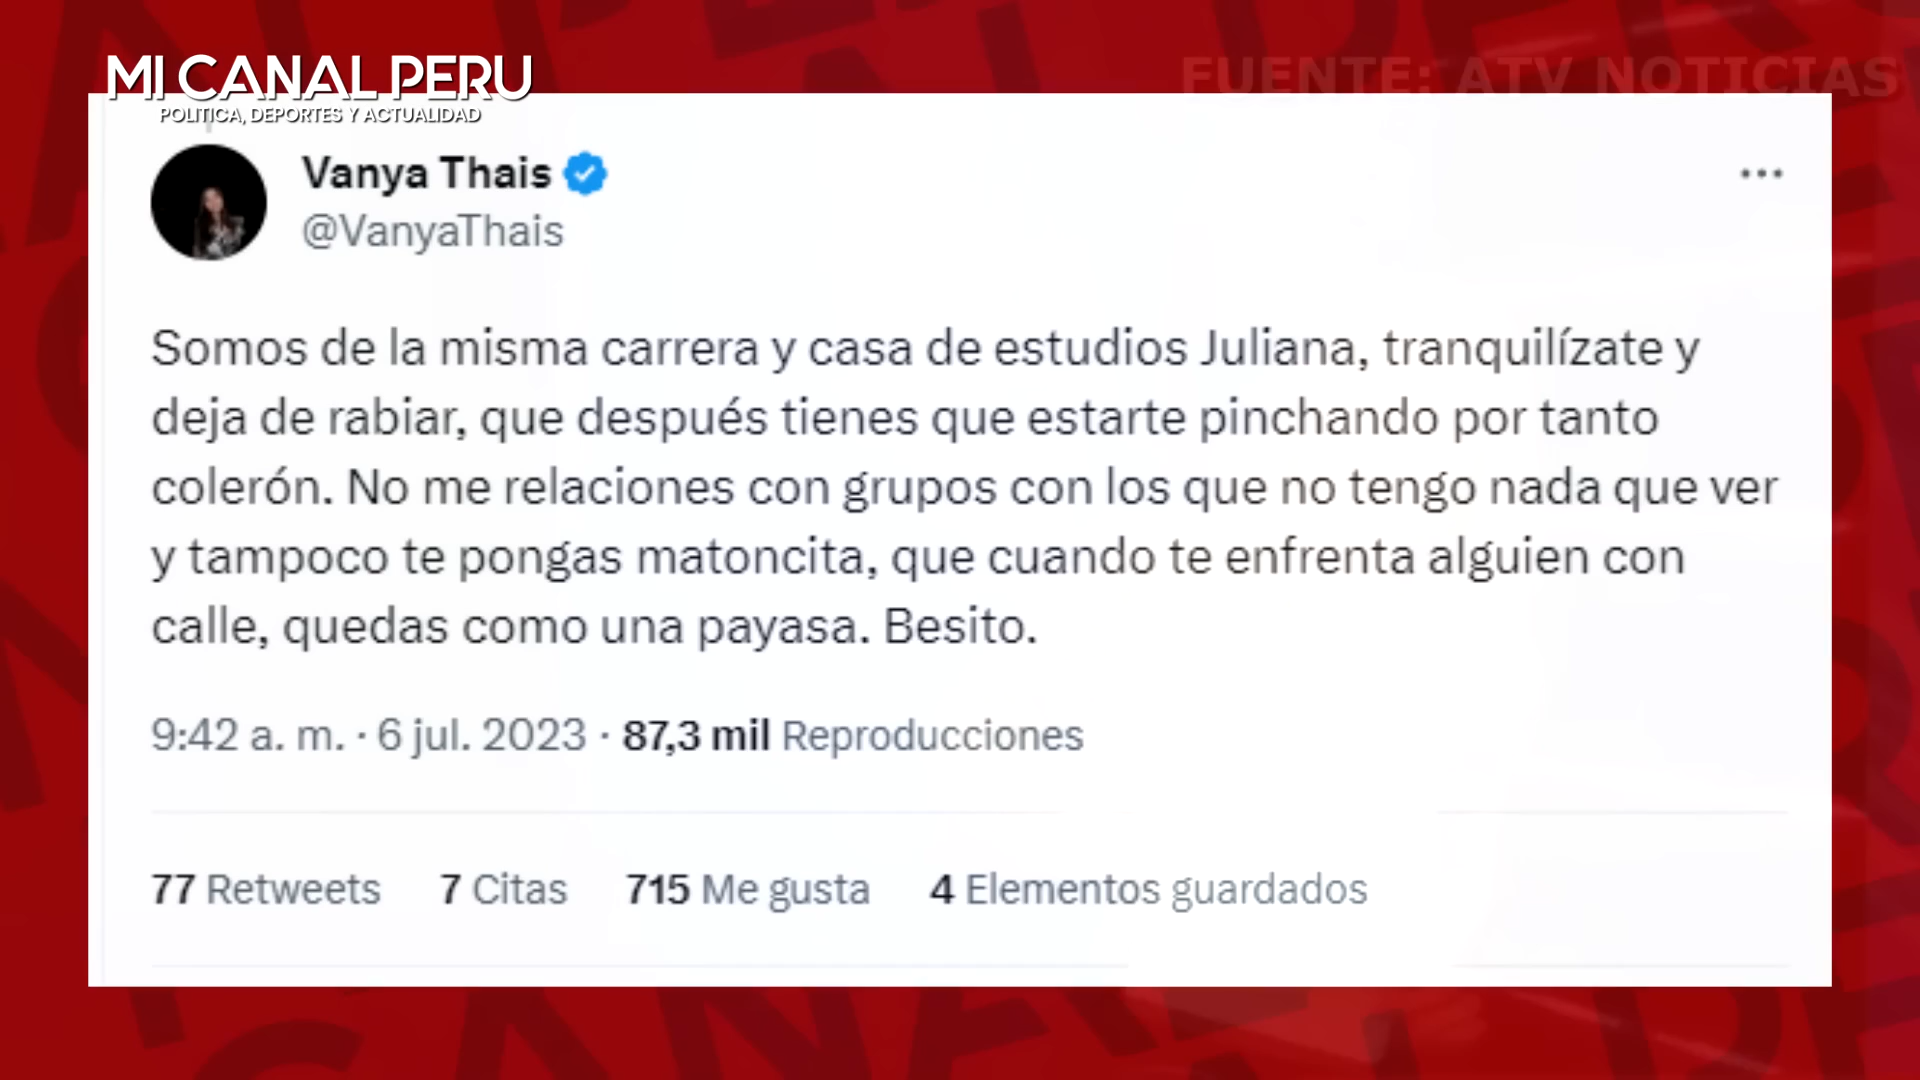 MI CANAL PERU
POLITICA, DEPORTES Y ACTUALIDAD
FUENTE: ATV NOTICIAS
Vanya Thais
@VanyaThais
Somos de la misma carrera y casa de estudios Juliana, tranquilízate y
deja de rabiar, que después tienes que estarte pinchando por tanto
colerón. No me relaciones con grupos con los que no tengo nada que ver
y tampoco te pongas matoncita, que cuando te enfrenta alguien con
calle, quedas como una payasa. Besito.
9:42 a. m. · 6 jul. 2023 · 87,3 mil Reproducciones
77 Retweets 7 Citas 715 Me gusta 4 Elementos guardados